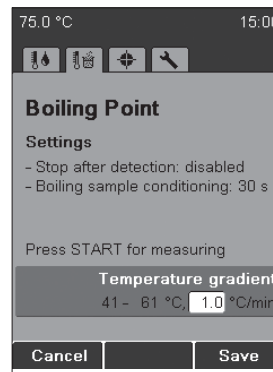 75.0 °C 15:00
Boiling Point
Settings
- Stop after detection: disabled
- Boiling sample conditioning: 30 s
Press START for measuring
Temperature gradient
41 - 61 °C, 1.0 °C/min
Cancel Save